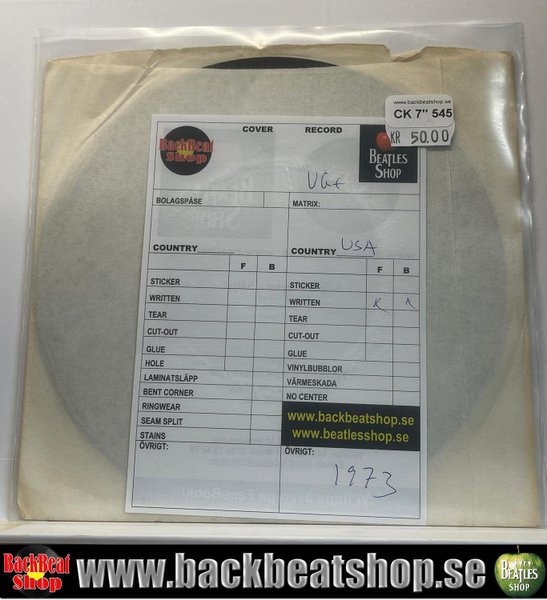 www.backbeatshop.se
CK 7" 545
KR 50.00
COVER RECORD
BackBeat
Shop
BEATLES
SHOP
VG+
BOLAGSPÅSE MATRIX:
COUNTRY COUNTRY USA
F B F B
STICKER STICKER
WRITTEN WRITTEN x x
TEAR TEAR
CUT-OUT CUT-OUT
GLUE GLUE
HOLE VINYLBUBBLOR
LAMINATSLÄPP VÄRMESKADA
BENT CORNER NO CENTER
RINGWEAR
SEAM SPLIT
STAINS
www.backbeatshop.se
www.beatlesshop.se
ÖVRIGT: ÖVRIGT:
1973
BackBeat
Shop
www.backbeatshop.se
BEATLES
SHOP